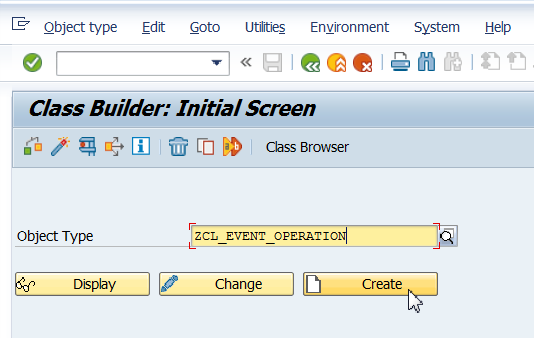 Object type Edit Goto Utilities Environment System Help
Class Builder: Initial Screen
Class Browser
Object Type ZCL_EVENT_OPERATION
Display Change Create